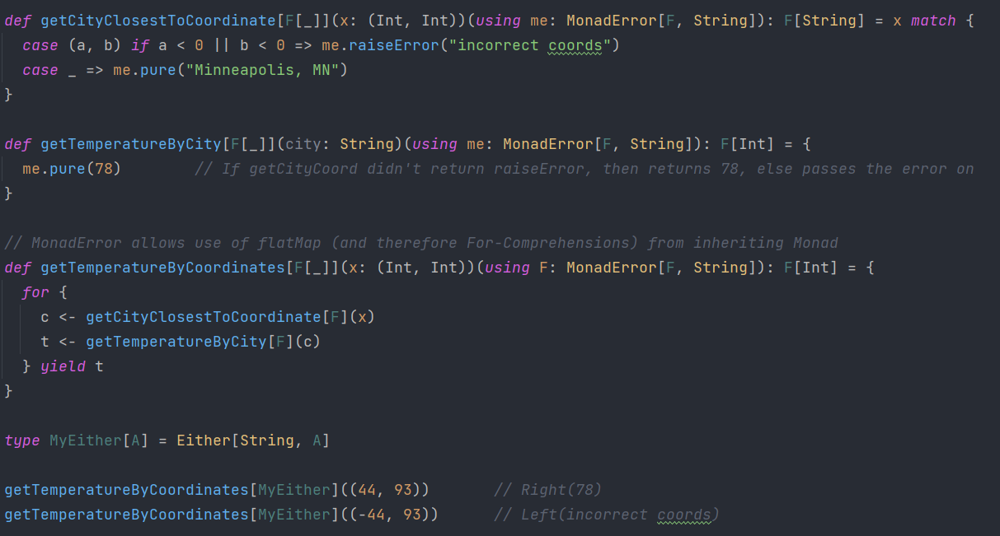 def getCityClosestToCoordinate[F[_]](x: (Int, Int))(using me: MonadError[F, String]): F[String] = x match {
  case (a, b) if a < 0 || b < 0 => me.raiseError("incorrect coords")
  case _ => me.pure("Minneapolis, MN")
}

def getTemperatureByCity[F[_]](city: String)(using me: MonadError[F, String]): F[Int] = {
  me.pure(78)        // If getCityCoord didn't return raiseError, then returns 78, else passes the error on
}

// MonadError allows use of flatMap (and therefore For-Comprehensions) from inheriting Monad
def getTemperatureByCoordinates[F[_]](x: (Int, Int))(using F: MonadError[F, String]): F[Int] = {
  for {
    c <- getCityClosestToCoordinate[F](x)
    t <- getTemperatureByCity[F](c)
  } yield t
}

type MyEither[A] = Either[String, A]

getTemperatureByCoordinates[MyEither]((44, 93))       // Right(78)
getTemperatureByCoordinates[MyEither]((-44, 93))      // Left(incorrect coords)